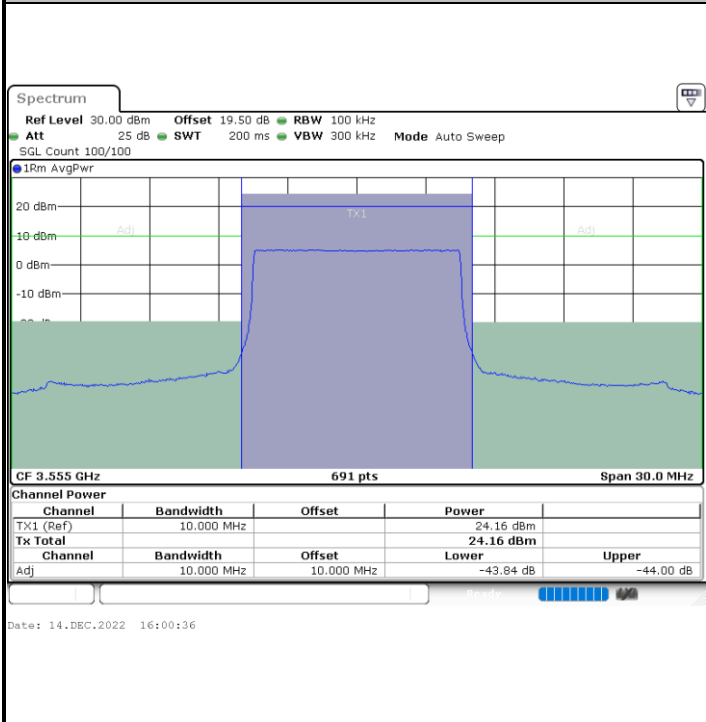 Spectrum
Ref Level 30.00 dBm Offset 19.50 dB RBW 100 kHz
Att 25 dB SWT 200 ms VBW 300 kHz Mode Auto Sweep
SGL Count 100/100
1Rm AvgPwr
20 dBm
TX1
10 dBm Adj Adj
0 dBm
-10 dBm
CF 3.555 GHz 691 pts Span 30.0 MHz
Channel Power
Channel Bandwidth Offset Power
TX1 (Ref) 10.000 MHz 24.16 dBm
Tx Total 24.16 dBm
Channel Bandwidth Offset Lower Upper
Adj 10.000 MHz 10.000 MHz -43.84 dB -44.00 dB
Ready
Date: 14.DEC.2022 16:00:36